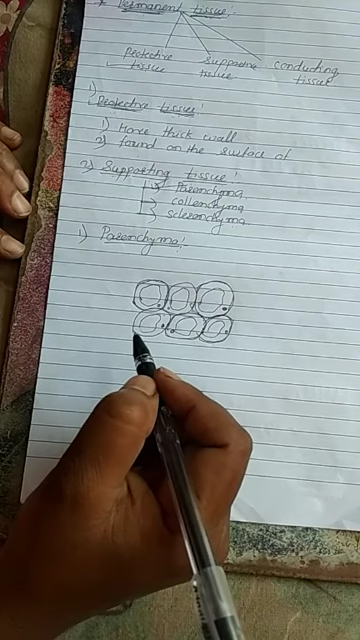 * Permanent tissue:
Protective tissue
Supportive tissue
conducting tissue
1) Protective tissue:
1) Have thick wall
2) found on the surface of
2) Supporting tissue:
Parenchyma
collenchyma
sclerenchyma
1) Parenchyma: